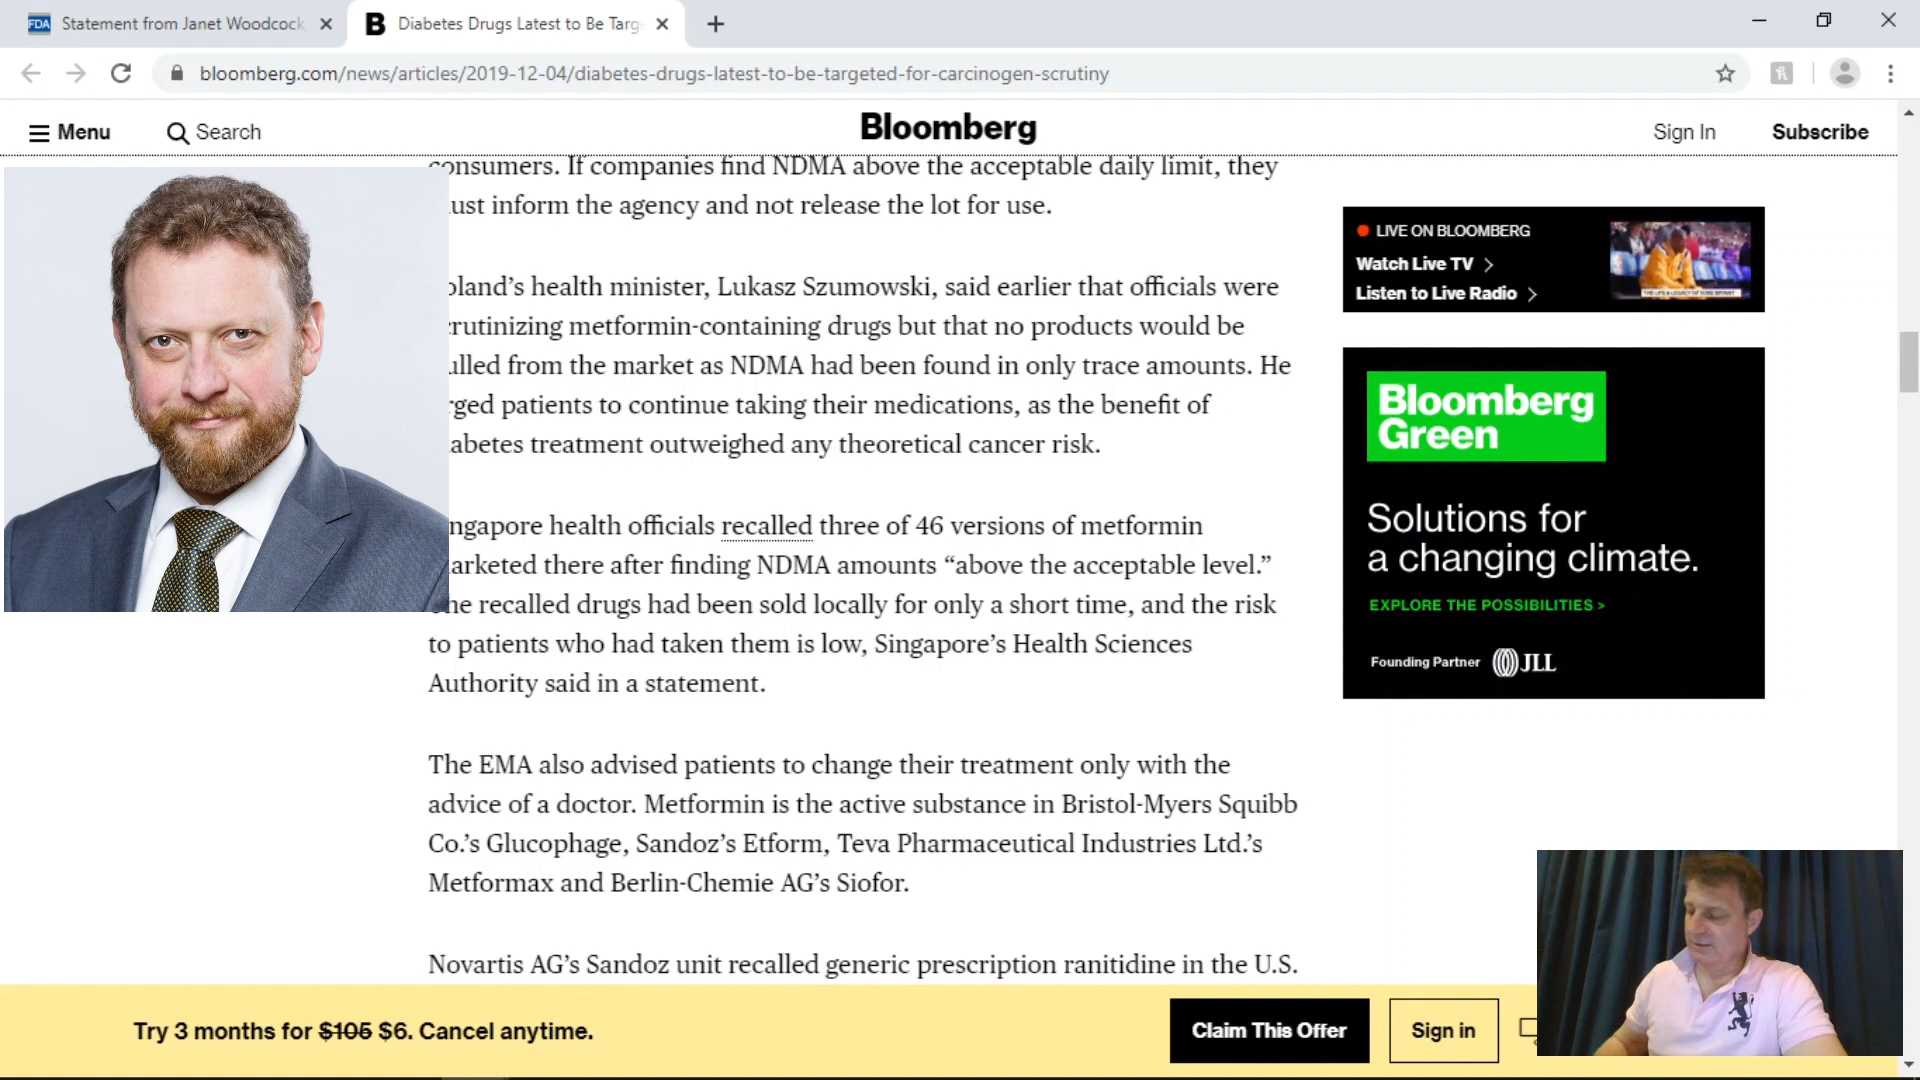 FDA Statement from Janet Woodcock
B Diabetes Drugs Latest to Be Targ
bloomberg.com/news/articles/2019-12-04/diabetes-drugs-latest-to-be-targeted-for-carcinogen-scrutiny
Menu
Search
Bloomberg
Sign In
Subscribe
consumers. If companies find NDMA above the acceptable daily limit, they
ust inform the agency and not release the lot for use.
oland’s health minister, Lukasz Szumowski, said earlier that officials were
crutinizing metformin-containing drugs but that no products would be
ulled from the market as NDMA had been found in only trace amounts. He
rged patients to continue taking their medications, as the benefit of
iabetes treatment outweighed any theoretical cancer risk.
ngapore health officials recalled three of 46 versions of metformin
arketed there after finding NDMA amounts “above the acceptable level.”
he recalled drugs had been sold locally for only a short time, and the risk
to patients who had taken them is low, Singapore’s Health Sciences
Authority said in a statement.
The EMA also advised patients to change their treatment only with the
advice of a doctor. Metformin is the active substance in Bristol-Myers Squibb
Co.’s Glucophage, Sandoz’s Etform, Teva Pharmaceutical Industries Ltd.’s
Metformax and Berlin-Chemie AG’s Siofor.
Novartis AG’s Sandoz unit recalled generic prescription ranitidine in the U.S.
LIVE ON BLOOMBERG
Watch Live TV >
Listen to Live Radio >
THE LIFE & LEGACY OF KOBE BRYANT
Bloomberg
Green
Solutions for
a changing climate.
EXPLORE THE POSSIBILITIES >
Founding Partner JLL
Try 3 months for $105 $6. Cancel anytime.
Claim This Offer
Sign in